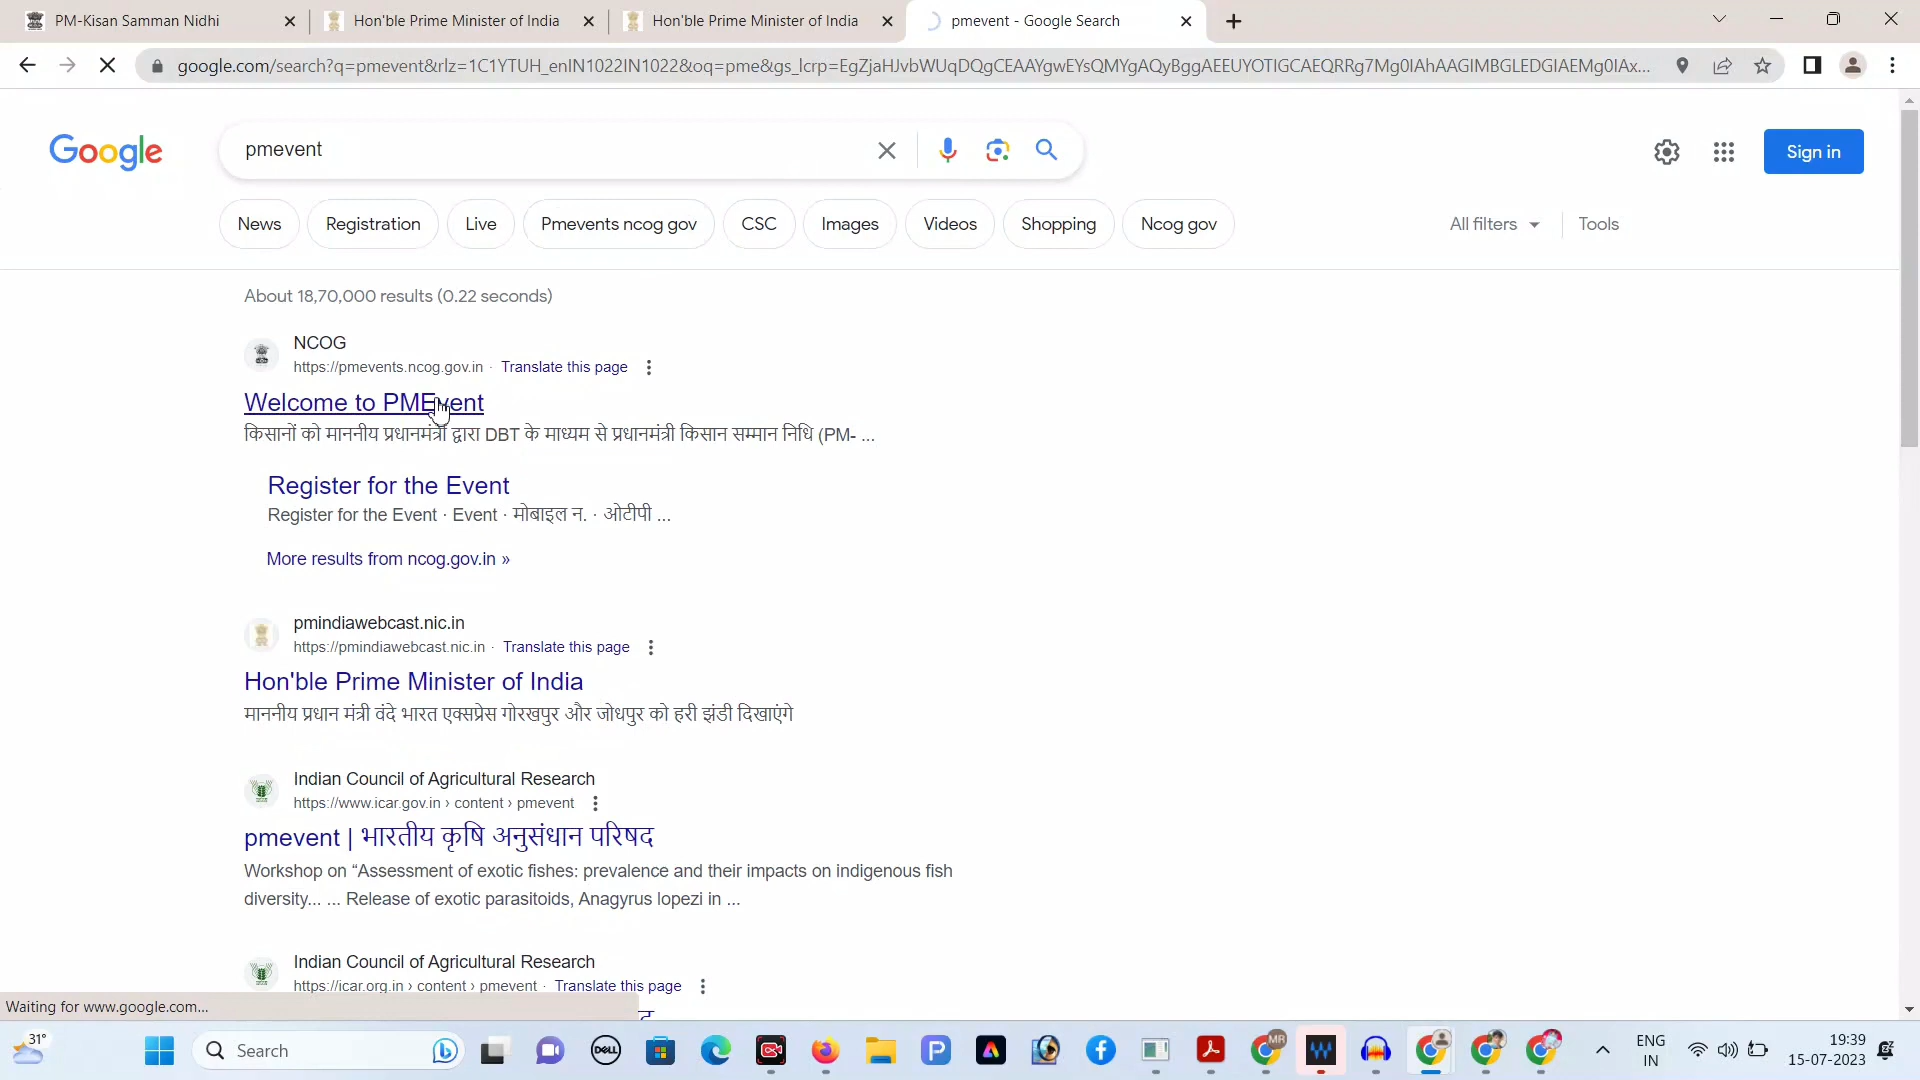 PM-Kisan Samman Nidhi
Hon'ble Prime Minister of India
Hon'ble Prime Minister of India
pmevent - Google Search
google.com/search?q=pmevent&rlz=1C1YTUH_enIN1022IN1022&oq=pme&gs_lcrp=EgZjaHJvbWUqDQgCEAAYgwEYsQMYgAQyBggAEEUYOTIGCAEQRRg7Mg0IAhAAGIMBGLEDGIAEMg0IAx...
Google
pmevent
Sign in
News
Registration
Live
Pmevents ncog gov
CSC
Images
Videos
Shopping
Ncog gov
All filters
Tools
About 18,70,000 results (0.22 seconds)
NCOG
https://pmevents.ncog.gov.in · Translate this page
Welcome to PMEvent
किसानों को माननीय प्रधानमंत्री द्वारा DBT के माध्यम से प्रधानमंत्री किसान सम्मान निधि (PM- ...
Register for the Event
Register for the Event · Event · मोबाइल न. · ओटीपी ...
More results from ncog.gov.in »
pmindiawebcast.nic.in
https://pmindiawebcast.nic.in · Translate this page
Hon'ble Prime Minister of India
माननीय प्रधान मंत्री वंदे भारत एक्सप्रेस गोरखपुर और जोधपुर को हरी झंडी दिखाएंगे
Indian Council of Agricultural Research
https://www.icar.gov.in › content › pmevent
pmevent | भारतीय कृषि अनुसंधान परिषद
Workshop on “Assessment of exotic fishes: prevalence and their impacts on indigenous fish
diversity... ... Release of exotic parasitoids, Anagyrus lopezi in ...
Indian Council of Agricultural Research
https://icar.org.in › content › pmevent · Translate this page
Waiting for www.google.com...
31°
Search
DELL
MR
ENG
IN
19:39
15-07-2023